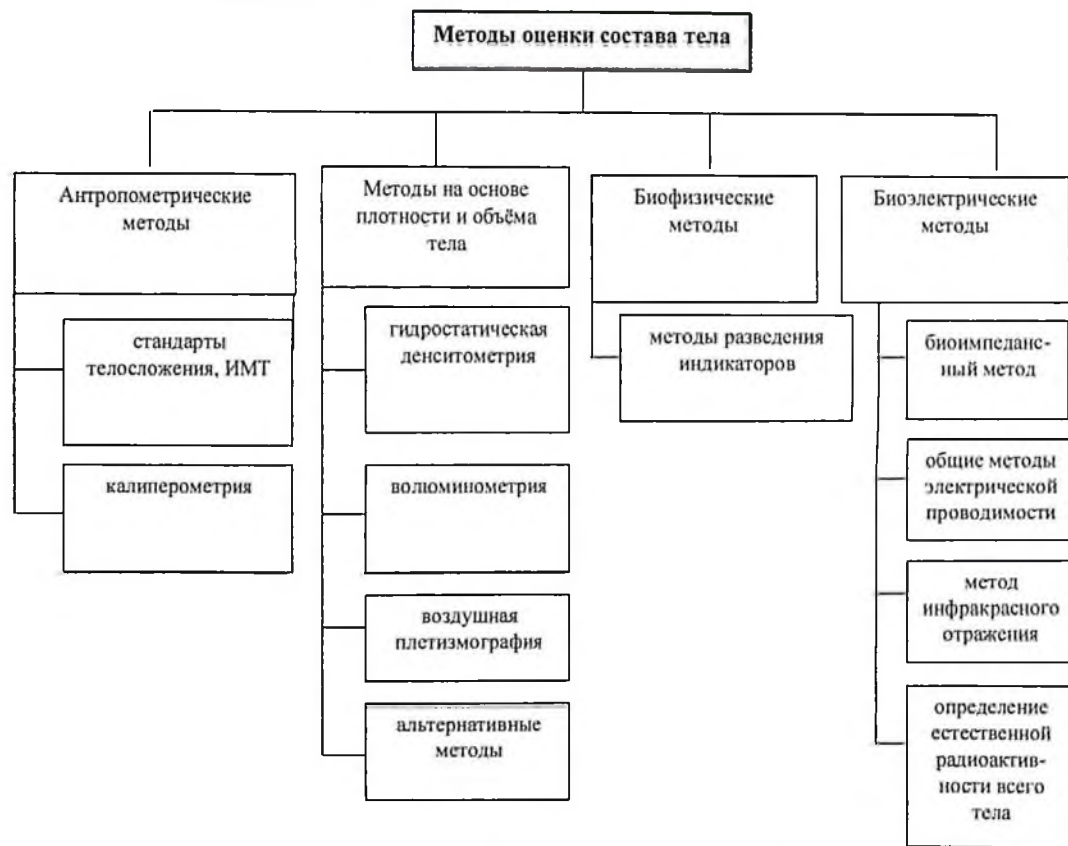 Методы оценки состава тела
Антропометрические
методы
стандарты
телосложения, ИМТ
калиперометрия
Методы на основе
плотности и объёма
тела
гидростатическая
денситометрия
волюминометрия
воздушная
плетизмография
альтернативные
методы
Биофизические
методы
методы разведения
индикаторов
Биоэлектрические
методы
биоимпеданс-
ный метод
общие методы
электрической
проводимости
метод
инфракрасного
отражения
определение
естественной
радиоактив-
ности всего
тела